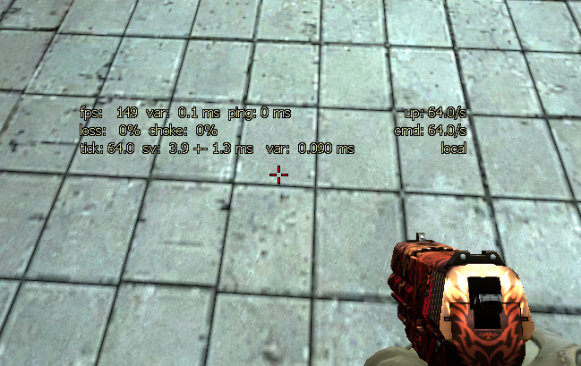 fps: 149 var: 0.1 ms ping: 0 ms up: 64.0/s
loss: 0% choke: 0% cmd: 64.0/s
tick: 64.0 sv: 3.9 +- 1.3 ms var: 0.030 ms local